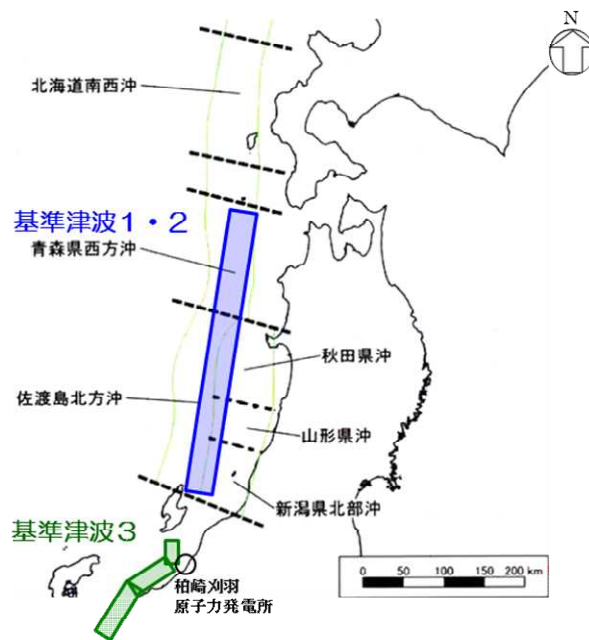 N
北海道南西沖
基準津波1・2
青森県西方沖
秋田県沖
佐渡島北方沖
山形県沖
新潟県北部沖
基準津波3
柏崎刈羽
原子力発電所
0 50 100 150 200 km